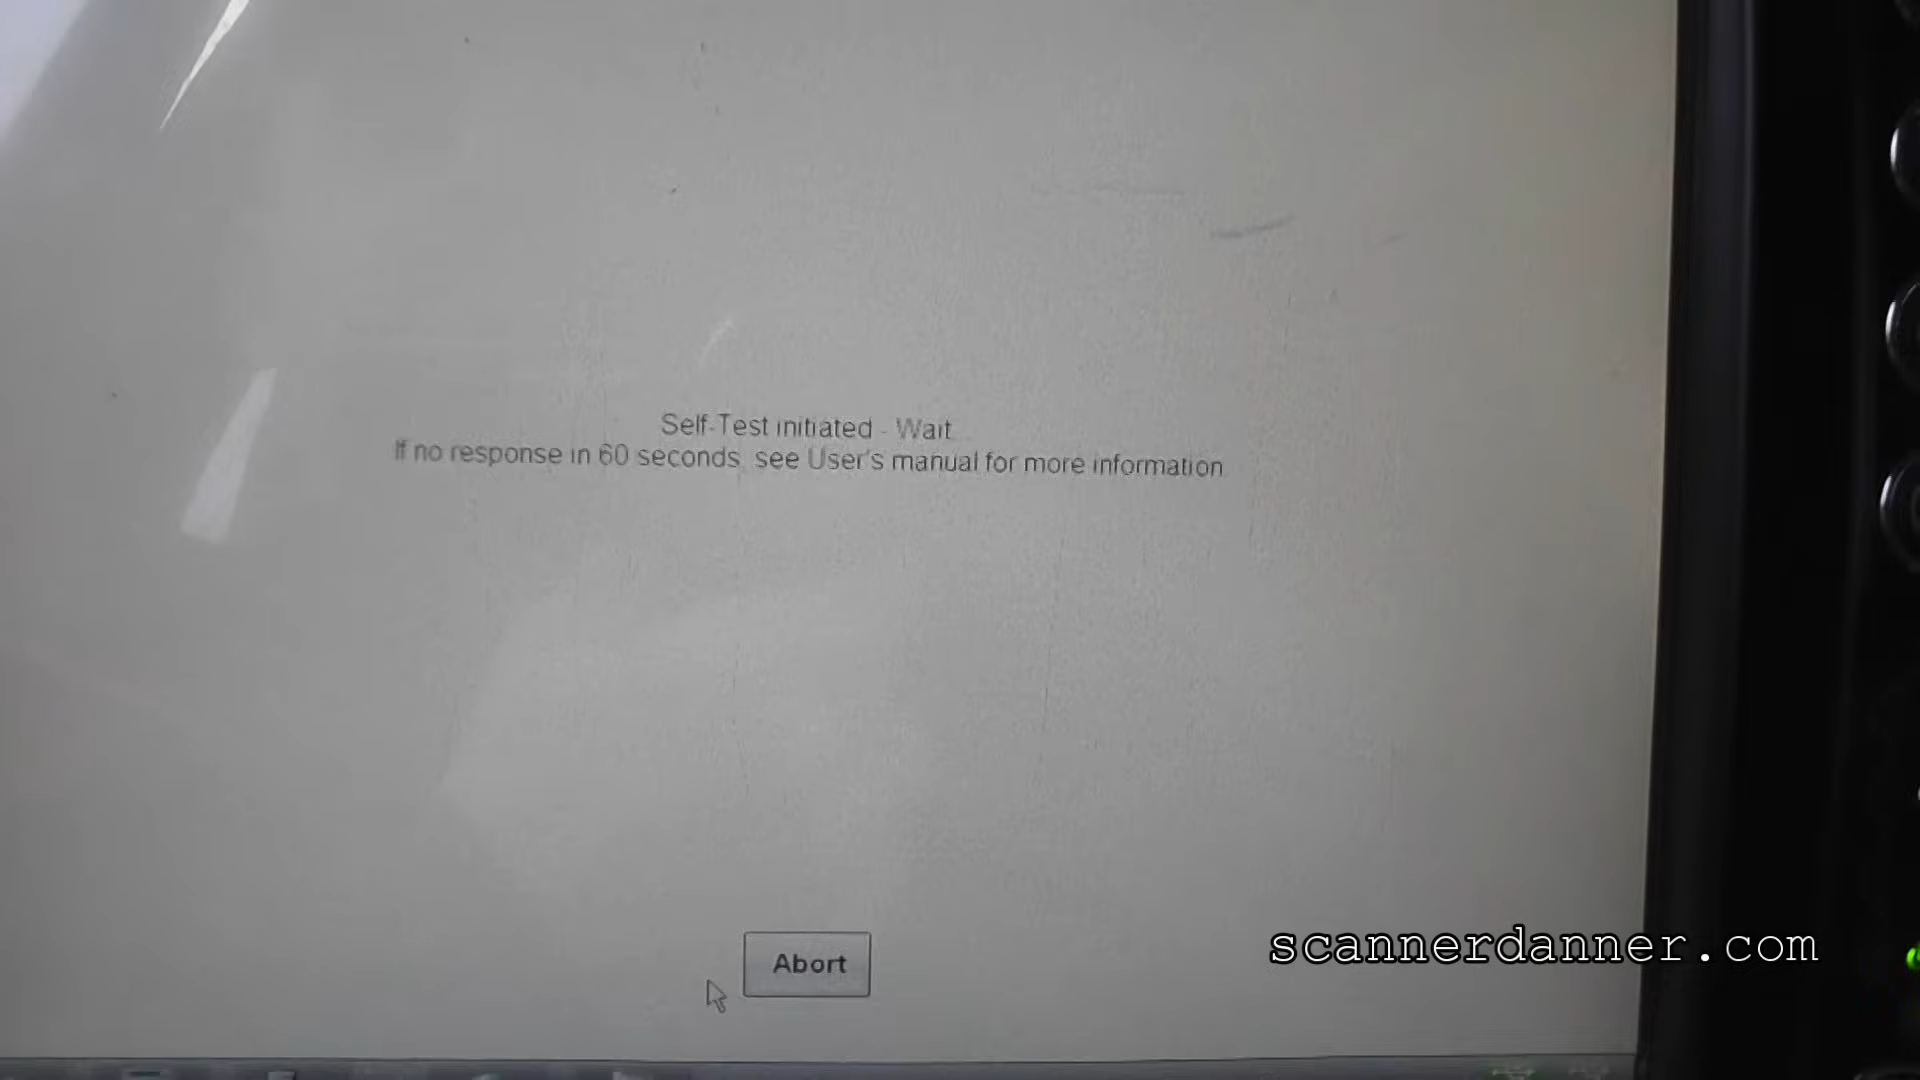 Self-Test initiated - Wait
If no response in 60 seconds, see User's manual for more information
Abort
scannerdanner.com